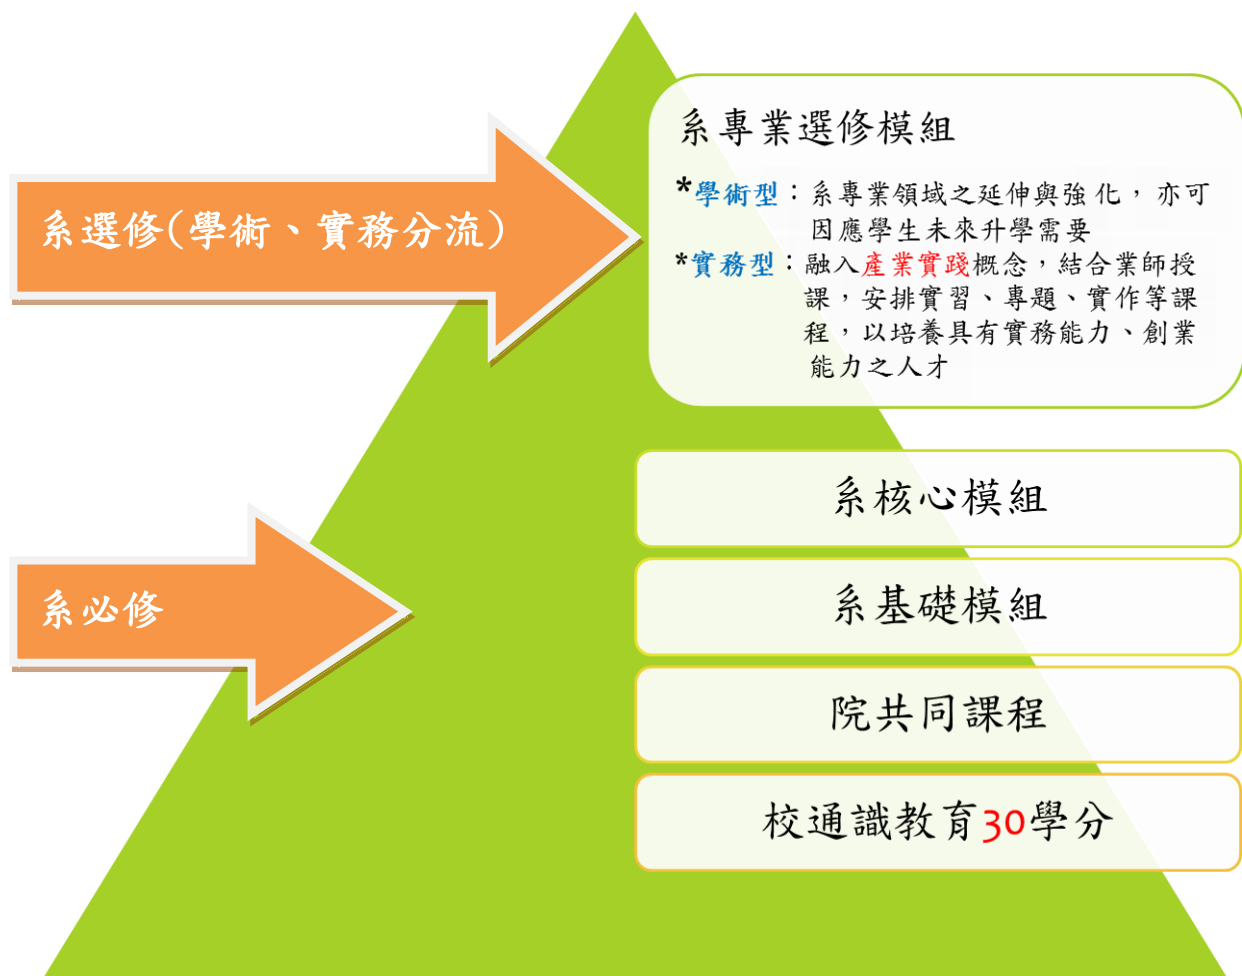 系專業選修模組
*學術型：系專業領域之延伸與強化，亦可
因應學生未來升學需要
*實務型：融入產業實踐概念，結合業師授
課，安排實習、專題、實作等課
程，以培養具有實務能力、創業
能力之人才
系選修(學術、實務分流)
系核心模組
系基礎模組
系必修
院共同課程
校通識教育30學分